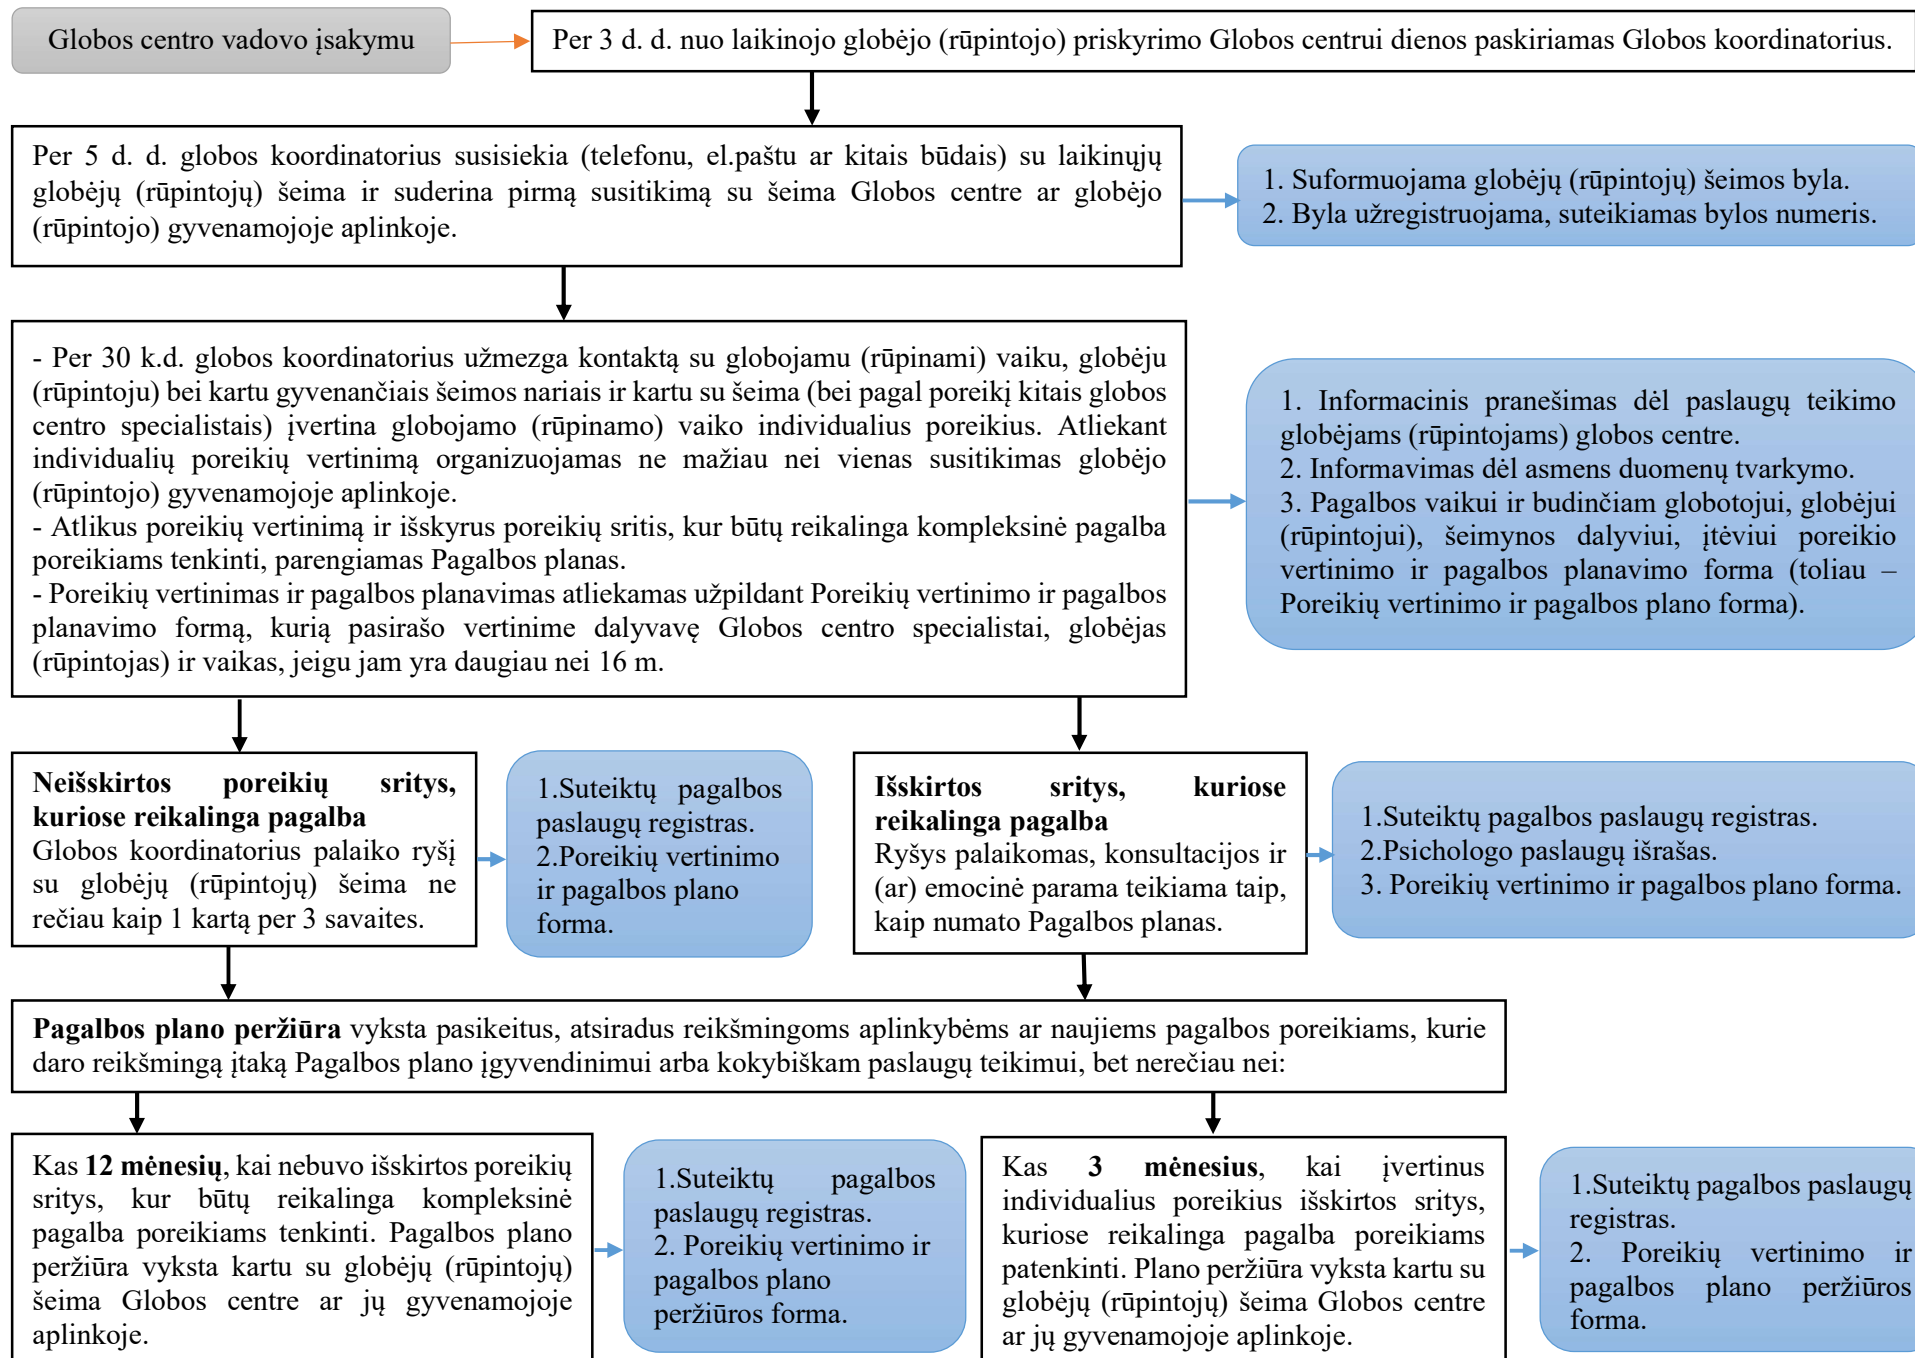 Globos centro vadovo įsakymu
Per 3 d. d. nuo laikinojo globėjo (rūpintojo) priskyrimo Globos centrui dienos paskiriamas Globos koordinatorius.
Per 5 d. d. globos koordinatorius susisiekia (telefonu, el.paštu ar kitais būdais) su laikinųjų
globėjų (rūpintojų) šeima ir suderina pirmą susitikimą su šeima Globos centre ar globėjo
(rūpintojo) gyvenamojoje aplinkoje.
1. Suformuojama globėjų (rūpintojų) šeimos byla.
2. Byla užregistruojama, suteikiamas bylos numeris.
- Per 30 k.d. globos koordinatorius užmezga kontaktą su globojamu (rūpinami) vaiku, globėju
(rūpintoju) bei kartu gyvenančiais šeimos nariais ir kartu su šeima (bei pagal poreikį kitais globos
centro specialistais) įvertina globojamo (rūpinamo) vaiko individualius poreikius. Atliekant
individualių poreikių vertinimą organizuojamas ne mažiau nei vienas susitikimas globėjo
(rūpintojo) gyvenamojoje aplinkoje.
- Atlikus poreikių vertinimą ir išskyrus poreikių sritis, kur būtų reikalinga kompleksinė pagalba
poreikiams tenkinti, parengiamas Pagalbos planas.
- Poreikių vertinimas ir pagalbos planavimas atliekamas užpildant Poreikių vertinimo ir pagalbos
planavimo formą, kurią pasirašo vertinime dalyvavę Globos centro specialistai, globėjas
(rūpintojas) ir vaikas, jeigu jam yra daugiau nei 16 m.
1. Informacinis pranešimas dėl paslaugų teikimo
globėjams (rūpintojams) globos centre.
2. Informavimas dėl asmens duomenų tvarkymo.
3. Pagalbos vaikui ir budinčiam globotojui, globėjui
(rūpintojui), šeimynos dalyviui, įtėviui poreikio
vertinimo ir pagalbos planavimo forma (toliau –
Poreikių vertinimo ir pagalbos plano forma).
Neišskirtos poreikių sritys,
kuriose reikalinga pagalba
Globos koordinatorius palaiko ryšį
su globėjų (rūpintojų) šeima ne
rečiau kaip 1 kartą per 3 savaites.
1.Suteiktų pagalbos
paslaugų registras.
2.Poreikių vertinimo
ir pagalbos plano
forma.
Išskirtos sritys, kuriose
reikalinga pagalba
Ryšys palaikomas, konsultacijos ir
(ar) emocinė parama teikiama taip,
kaip numato Pagalbos planas.
1.Suteiktų pagalbos paslaugų registras.
2.Psichologo paslaugų išrašas.
3. Poreikių vertinimo ir pagalbos plano forma.
Pagalbos plano peržiūra vyksta pasikeitus, atsiradus reikšmingoms aplinkybėms ar naujiems pagalbos poreikiams, kurie
daro reikšmingą įtaką Pagalbos plano įgyvendinimui arba kokybiškam paslaugų teikimui, bet nerečiau nei:
Kas 12 mėnesių, kai nebuvo išskirtos poreikių
sritys, kur būtų reikalinga kompleksinė
pagalba poreikiams tenkinti. Pagalbos plano
peržiūra vyksta kartu su globėjų (rūpintojų)
šeima Globos centre ar jų gyvenamojoje
aplinkoje.
1.Suteiktų pagalbos
paslaugų registras.
2. Poreikių vertinimo ir
pagalbos plano
peržiūros forma.
Kas 3 mėnesius, kai įvertinus
individualius poreikius išskirtos sritys,
kuriose reikalinga pagalba poreikiams
patenkinti. Plano peržiūra vyksta kartu su
globėjų (rūpintojų) šeima Globos centre
ar jų gyvenamojoje aplinkoje.
1.Suteiktų pagalbos paslaugų
registras.
2. Poreikių vertinimo ir
pagalbos plano peržiūros
forma.